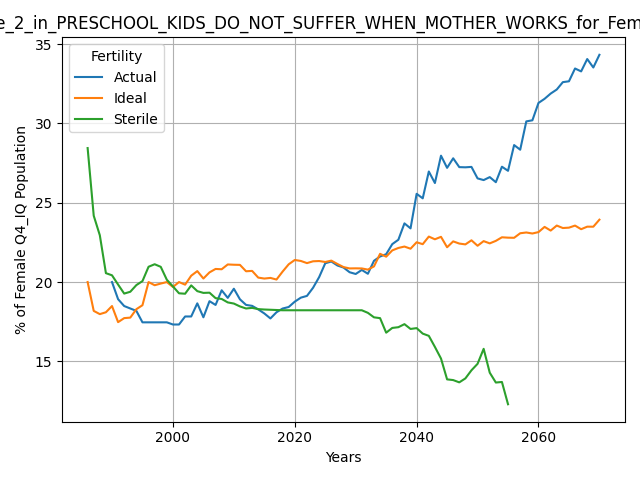 e_2_in_PRESCHOOL_KIDS_DO_NOT_SUFFER_WHEN_MOTHER_WORKS_for_Fem
35
30
25
20
15
% of Female Q4_IQ Population
Fertility
Actual
Ideal
Sterile
2000
2020
2040
2060
Years